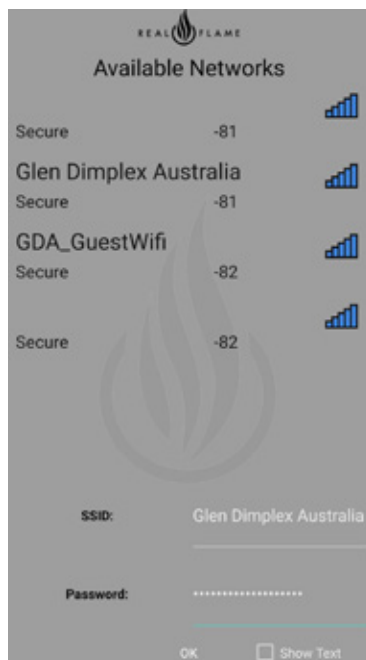 REAL FLAME
Available Networks
Secure -81
Glen Dimplex Australia
Secure -81
GDA_GuestWifi
Secure -82
Secure -82
SSID: Glen Dimplex Australia
Password: ••••••••••••••••••
OK Show Text